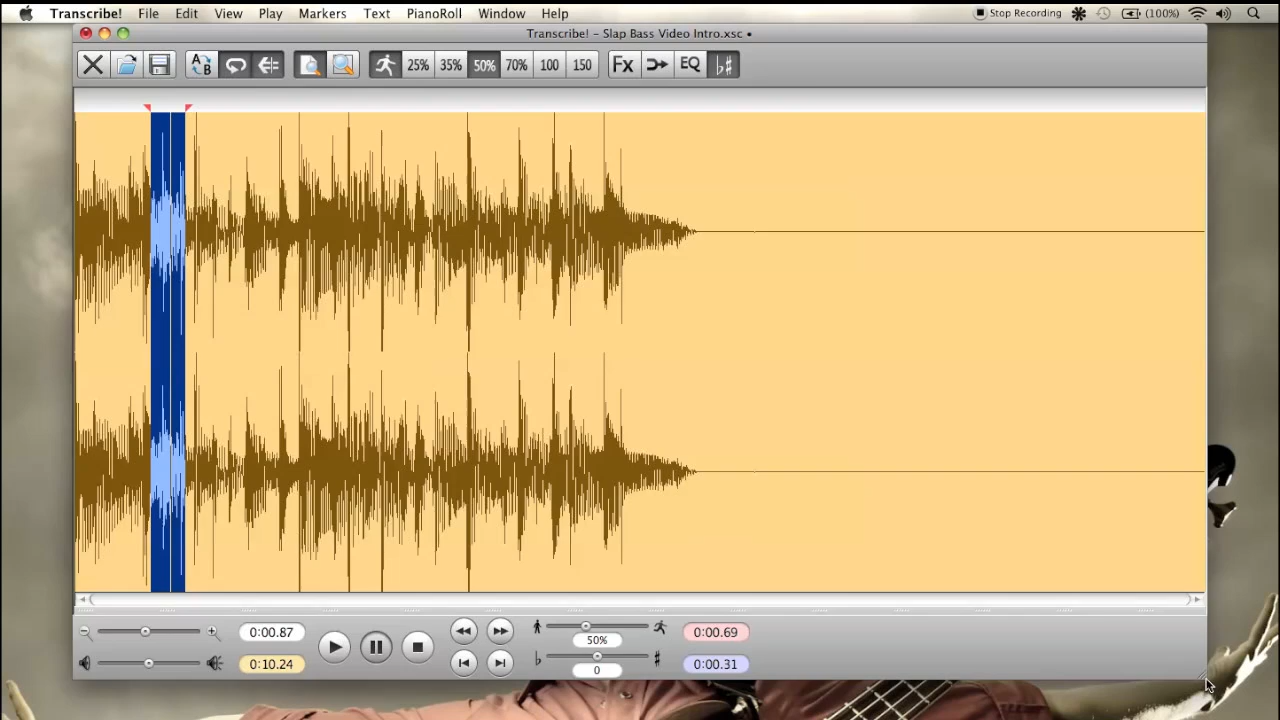 Transcribe! File Edit View Play Markers Text PianoRoll Window Help Stop Recording (100%)
Transcribe! - Slap Bass Video Intro.xsc •
A B 25% 35% 50% 70% 100 150 Fx EQ ♭♯
0:00.87 50% 0:00.69
0:10.24 ♭ ♯ 0 0:00.31